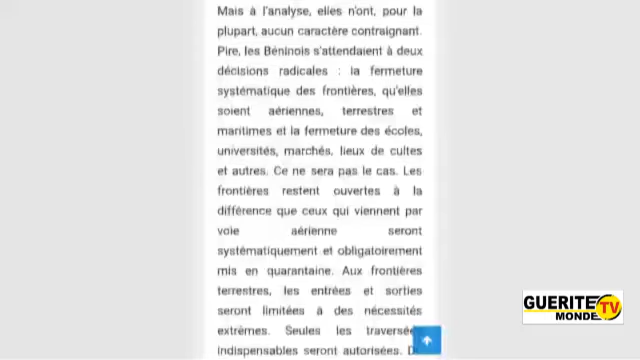 Mais à l'analyse, elles n'ont, pour la
plupart, aucun caractère contraignant.
Pire, les Béninois s'attendaient à deux
décisions radicales : la fermeture
systématique des frontières, qu'elles
soient aériennes, terrestres et
maritimes et la fermeture des écoles,
universités, marchés, lieux de cultes
et autres. Ce ne sera pas le cas. Les
frontières restent ouvertes à la
différence que ceux qui viennent par
voie aérienne seront
systématiquement et obligatoirement
mis en quarantaine. Aux frontières
terrestres, les entrées et sorties
seront limitées à des nécessités
extrêmes. Seules les
indispensables seront autorisées.
GUERITE TV
MONDE